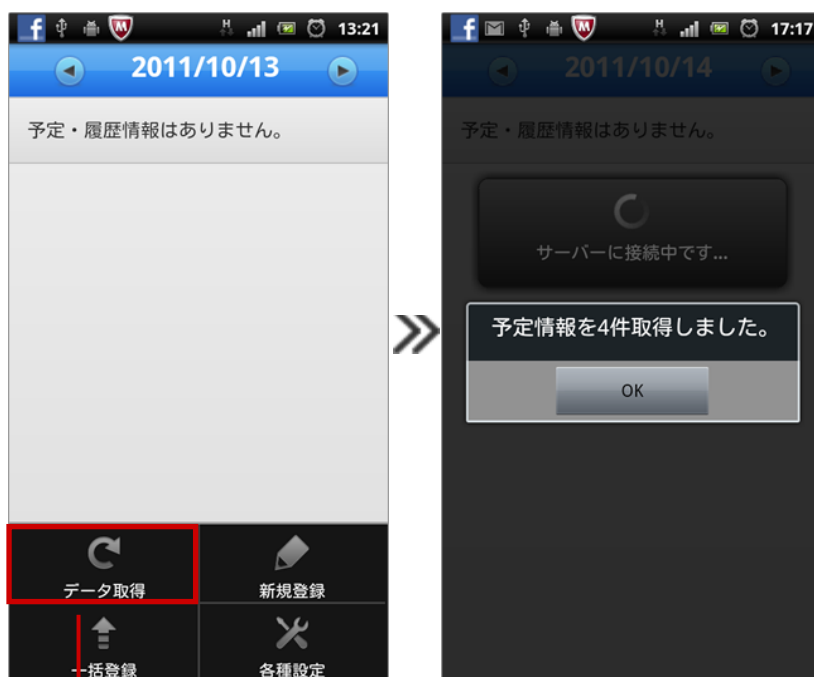 13:21
2011/10/13
予定・履歴情報はありません。
データ取得
新規登録
一括登録
各種設定
17:17
2011/10/14
予定・履歴情報はありません。
サーバーに接続中です...
予定情報を4件取得しました。
OK